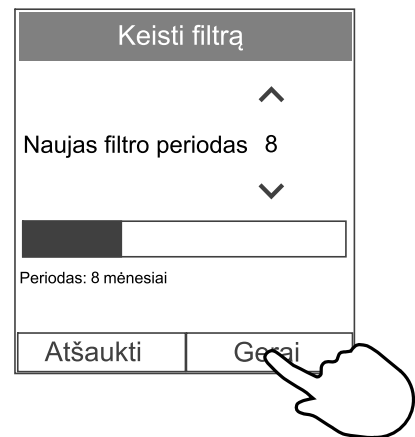 Keisti filtrą
Naujas filtro periodas 8
Periodas: 8 mėnesiai
Atšaukti Gerai